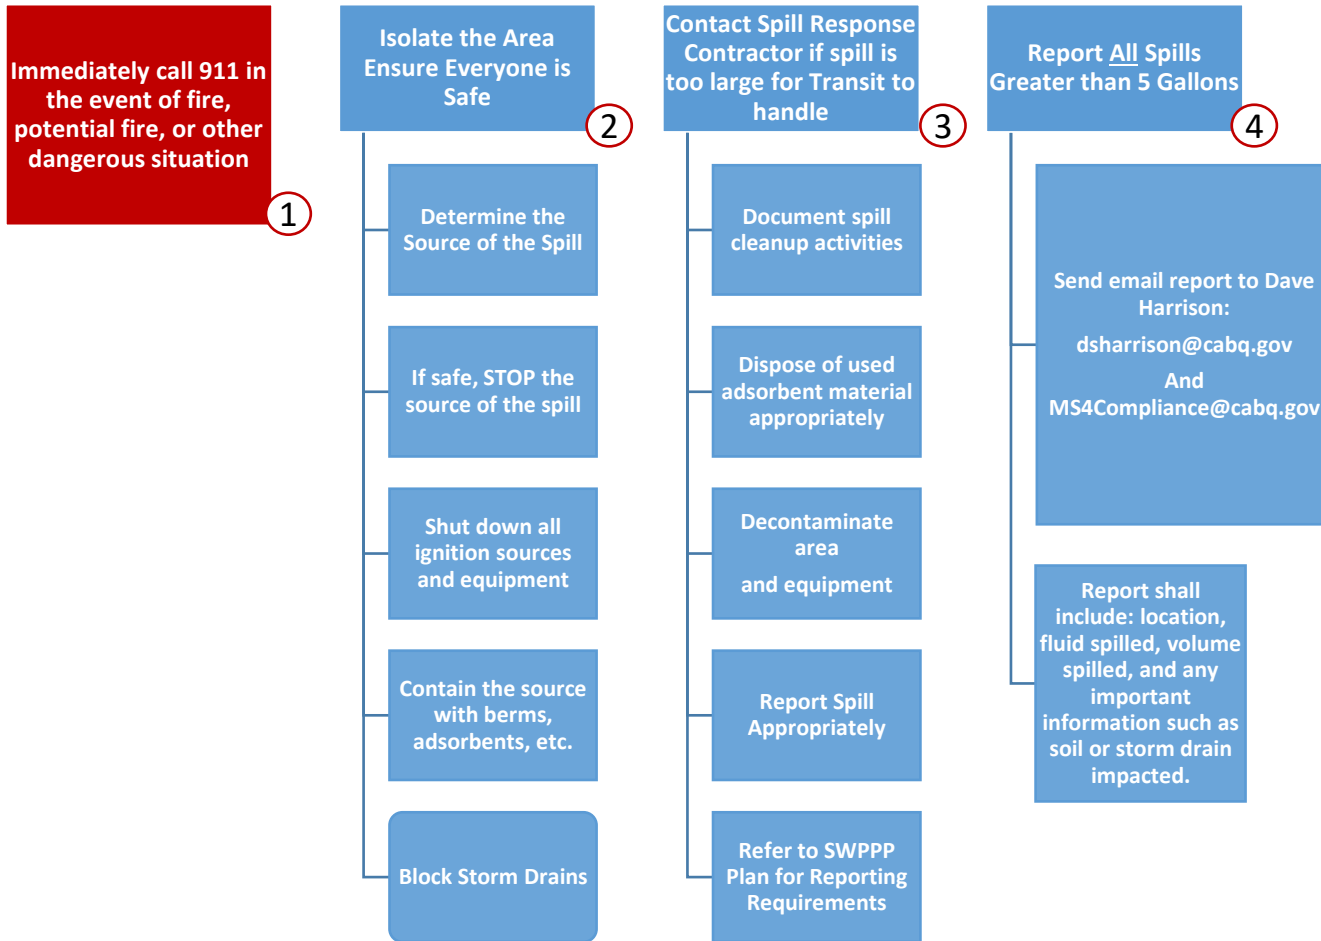 Immediately call 911 in
the event of fire,
potential fire, or other
dangerous situation
1
Isolate the Area
Ensure Everyone is
Safe
2
Determine the
Source of the Spill
If safe, STOP the
source of the spill
Shut down all
ignition sources
and equipment
Contain the source
with berms,
adsorbents, etc.
Block Storm Drains
Contact Spill Response
Contractor if spill is
too large for Transit to
handle
3
Document spill
cleanup activities
Dispose of used
adsorbent material
appropriately
Decontaminate
area
and equipment
Report Spill
Appropriately
Refer to SWPPP
Plan for Reporting
Requirements
Report All Spills
Greater than 5 Gallons
4
Send email report to Dave
Harrison:
dsharrison@cabq.gov
And
MS4Compliance@cabq.gov
Report shall
include: location,
fluid spilled, volume
spilled, and any
important
information such as
soil or storm drain
impacted.